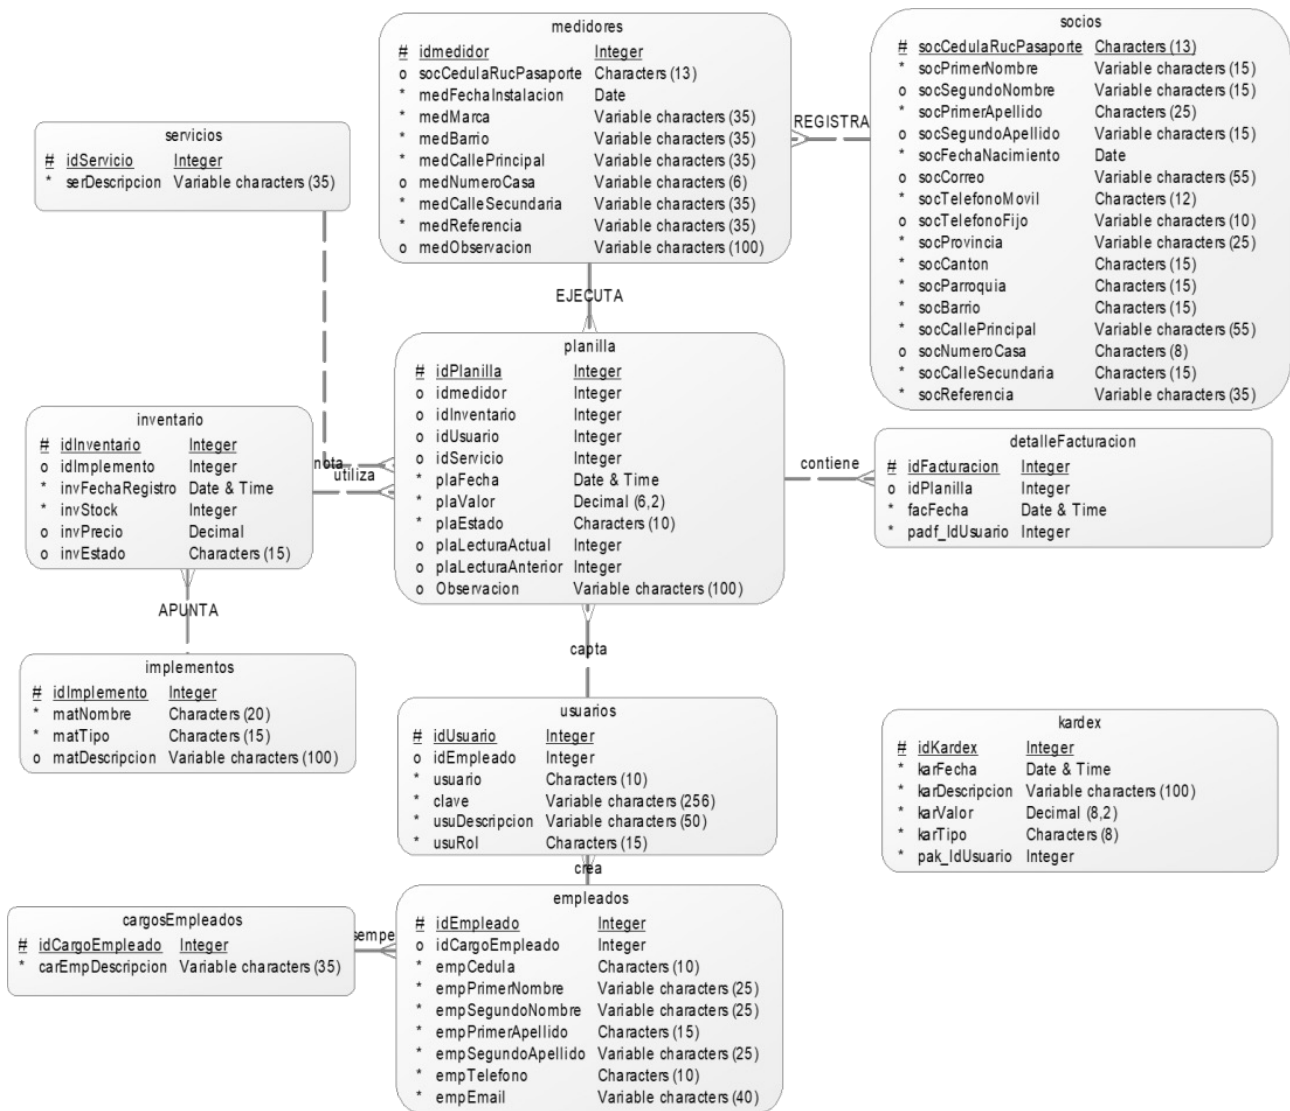 medidores
# idmedidor Integer
o socCedulaRucPasaporte Characters (13)
* medFechaInstalacion Date
* medMarca Variable characters (35)
* medBarrio Variable characters (35)
* medCallePrincipal Variable characters (35)
o medNumeroCasa Variable characters (6)
* medCalleSecundaria Variable characters (35)
* medReferencia Variable characters (35)
o medObservacion Variable characters (100)
REGISTRA
socios
# socCedulaRucPasaporte Characters (13)
* socPrimerNombre Variable characters (15)
o socSegundoNombre Variable characters (15)
* socPrimerApellido Characters (25)
o socSegundoApellido Variable characters (15)
* socFechaNacimiento Date
o socCorreo Variable characters (55)
* socTelefonoMovil Characters (12)
o socTelefonoFijo Variable characters (10)
* socProvincia Variable characters (25)
* socCanton Characters (15)
* socParroquia Characters (15)
* socBarrio Characters (15)
* socCallePrincipal Variable characters (55)
o socNumeroCasa Characters (8)
* socCalleSecundaria Characters (15)
* socReferencia Variable characters (35)
servicios
# idServicio Integer
* serDescripcion Variable characters (35)
EJECUTA
planilla
# idPlanilla Integer
o idmedidor Integer
o idInventario Integer
o idUsuario Integer
o idServicio Integer
* plaFecha Date & Time
* plaValor Decimal (6,2)
* plaEstado Characters (10)
o plaLecturaActual Integer
o plaLecturaAnterior Integer
o Observacion Variable characters (100)
inventario
# idInventario Integer
o idImplemento Integer
* invFechaRegistro Date & Time
* invStock Integer
o invPrecio Decimal
o invEstado Characters (15)
nota
utiliza
contiene
detalleFacturacion
# idFacturacion Integer
o idPlanilla Integer
* facFecha Date & Time
* padf_IdUsuario Integer
APUNTA
implementos
# idImplemento Integer
* matNombre Characters (20)
* matTipo Characters (15)
o matDescripcion Variable characters (100)
capta
usuarios
# idUsuario Integer
o idEmpleado Integer
* usuario Characters (10)
* clave Variable characters (256)
* usuDescripcion Variable characters (50)
* usuRol Characters (15)
kardex
# idKardex Integer
* karFecha Date & Time
* karDescripcion Variable characters (100)
* karValor Decimal (8,2)
* karTipo Characters (8)
* pak_IdUsuario Integer
crea
cargosEmpleados
# idCargoEmpleado Integer
* carEmpDescripcion Variable characters (35)
sempe
empleados
# idEmpleado Integer
o idCargoEmpleado Integer
* empCedula Characters (10)
* empPrimerNombre Variable characters (25)
* empSegundoNombre Variable characters (25)
* empPrimerApellido Characters (15)
* empSegundoApellido Variable characters (25)
* empTelefono Characters (10)
* empEmail Variable characters (40)